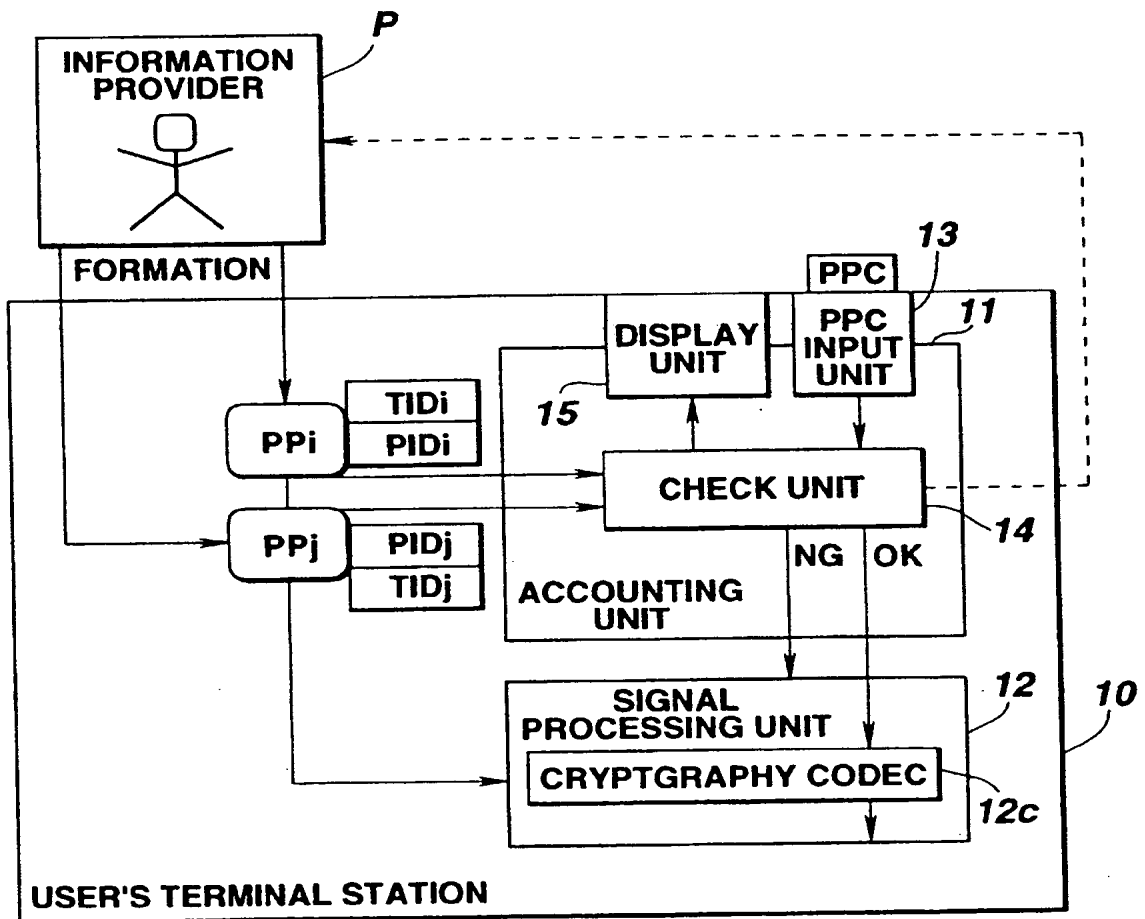 P
INFORMATION
PROVIDER
FORMATION
13
PPC
11
DISPLAY
UNIT
PPC
INPUT
UNIT
15
TIDi
PPi
PIDi
CHECK UNIT
14
PPj
PIDj
TIDj
NG OK
ACCOUNTING
UNIT
SIGNAL
PROCESSING UNIT
12
10
CRYPTGRAPHY CODEC
12c
USER'S TERMINAL STATION